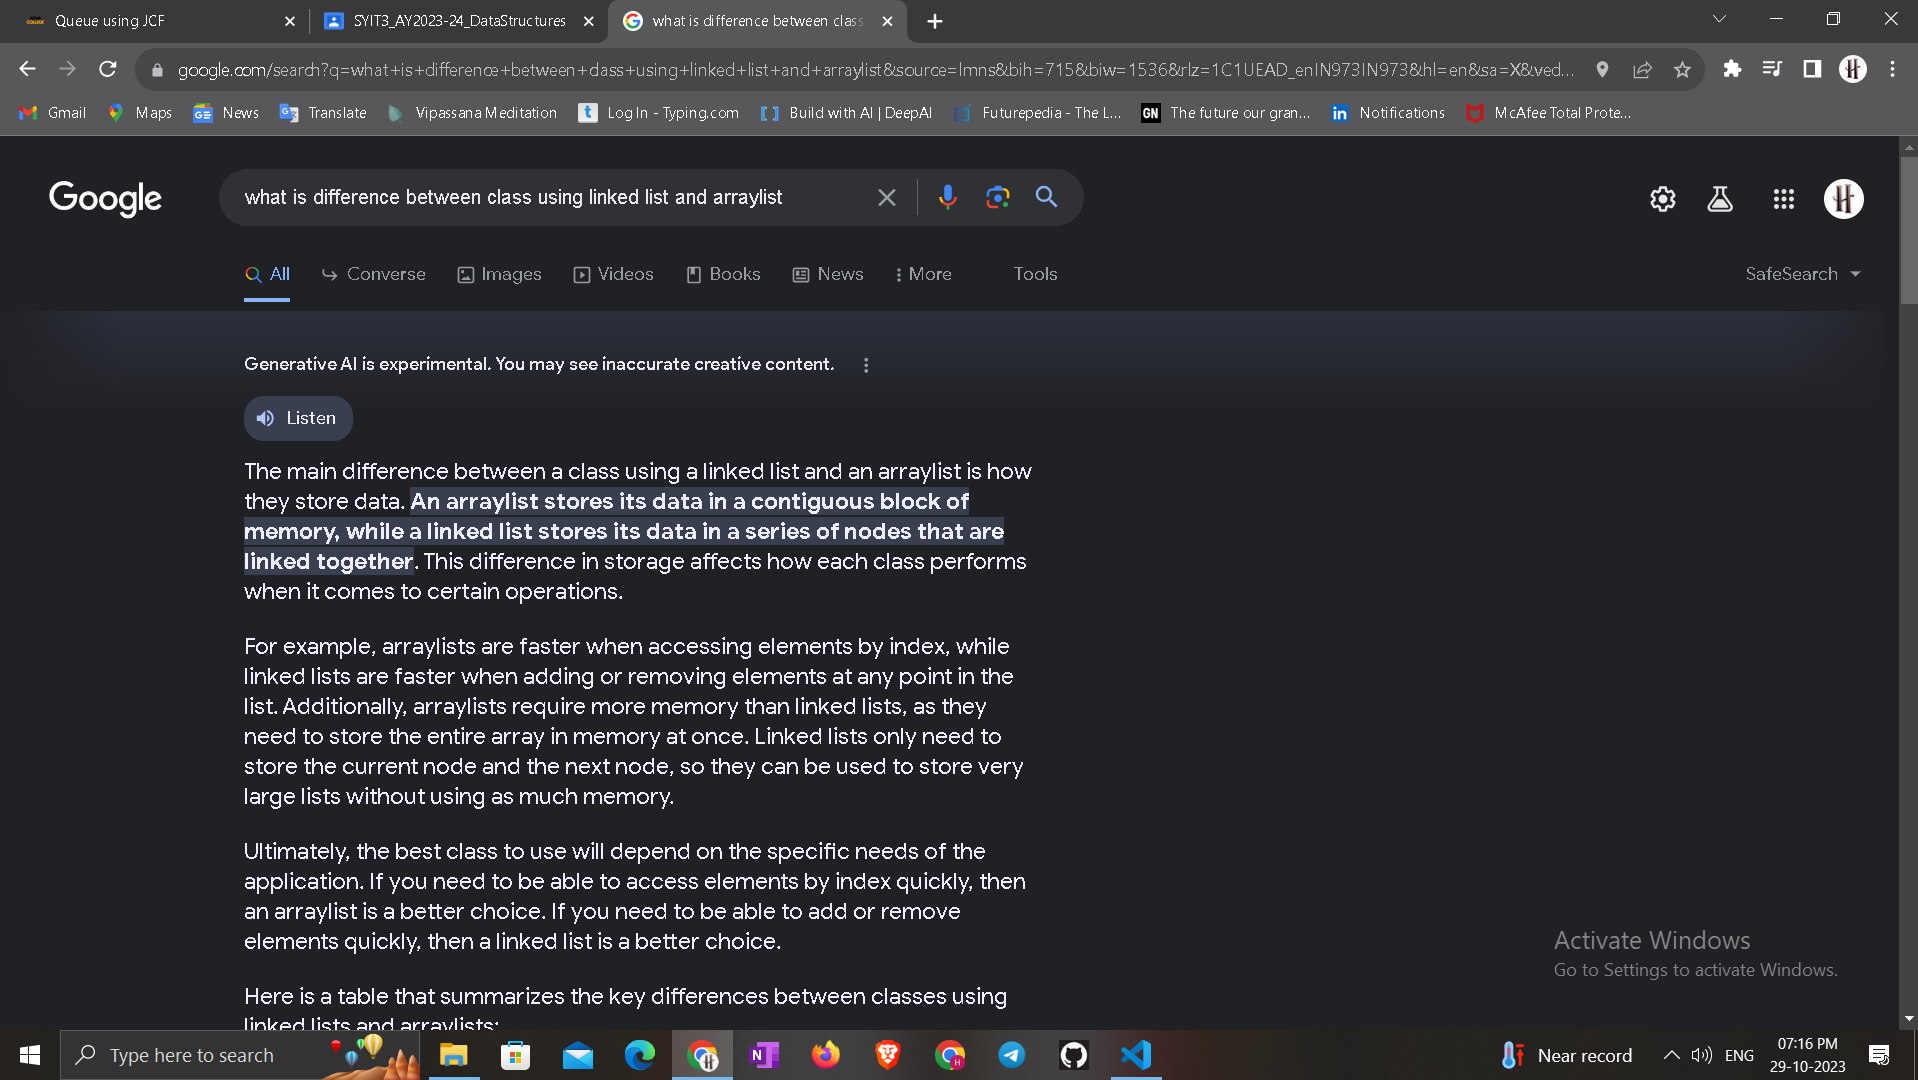 Queue using JCF
SYIT3_AY2023-24_DataStructures
what is difference between class
google.com/search?q=what+is+difference+between+class+using+linked+list+and+arraylist&source=lmns&bih=715&biw=1536&rlz=1C1UEAD_enIN973IN973&hl=en&sa=X&ved...
Gmail Maps News Translate Vipassana Meditation Log In - Typing.com Build with AI | DeepAI Futurepedia - The L... The future our gran... Notifications McAfee Total Prote...
Google
what is difference between class using linked list and arraylist
All Converse Images Videos Books News More Tools SafeSearch
Generative AI is experimental. You may see inaccurate creative content.
Listen
The main difference between a class using a linked list and an arraylist is how
they store data. An arraylist stores its data in a contiguous block of
memory, while a linked list stores its data in a series of nodes that are
linked together. This difference in storage affects how each class performs
when it comes to certain operations.
For example, arraylists are faster when accessing elements by index, while
linked lists are faster when adding or removing elements at any point in the
list. Additionally, arraylists require more memory than linked lists, as they
need to store the entire array in memory at once. Linked lists only need to
store the current node and the next node, so they can be used to store very
large lists without using as much memory.
Ultimately, the best class to use will depend on the specific needs of the
application. If you need to be able to access elements by index quickly, then
an arraylist is a better choice. If you need to be able to add or remove
elements quickly, then a linked list is a better choice.
Here is a table that summarizes the key differences between classes using
linked lists and arraylists:
Activate Windows
Go to Settings to activate Windows.
Type here to search
Near record
ENG
07:16 PM
29-10-2023